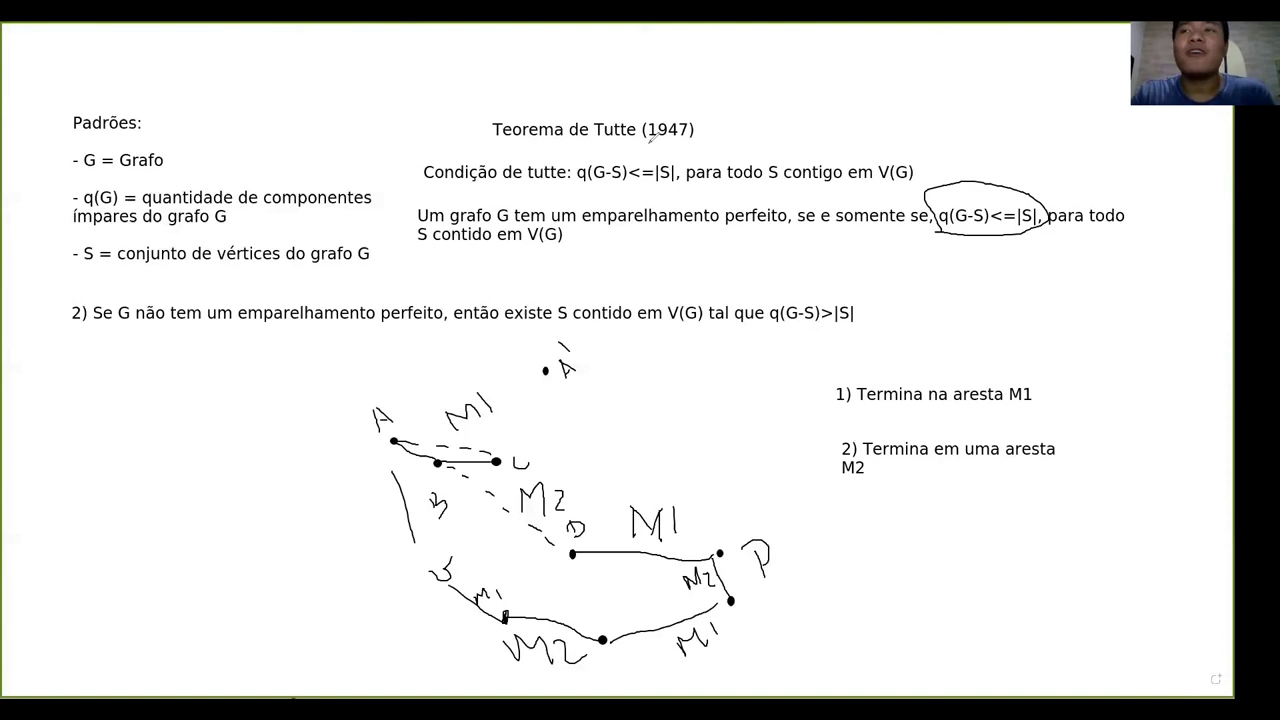 Padrões:
- G = Grafo
- q(G) = quantidade de componentes
ímpares do grafo G
- S = conjunto de vértices do grafo G
Teorema de Tutte (1947)
Condição de tutte: q(G-S)<=|S|, para todo S contigo em V(G)
Um grafo G tem um emparelhamento perfeito, se e somente se, q(G-S)<=|S|, para todo
S contido em V(G)
2) Se G não tem um emparelhamento perfeito, então existe S contido em V(G) tal que q(G-S)>|S|
A
A
M1
B
M2
D
M1
P
M2
M1
M2
M1
1) Termina na aresta M1
2) Termina em uma aresta
M2